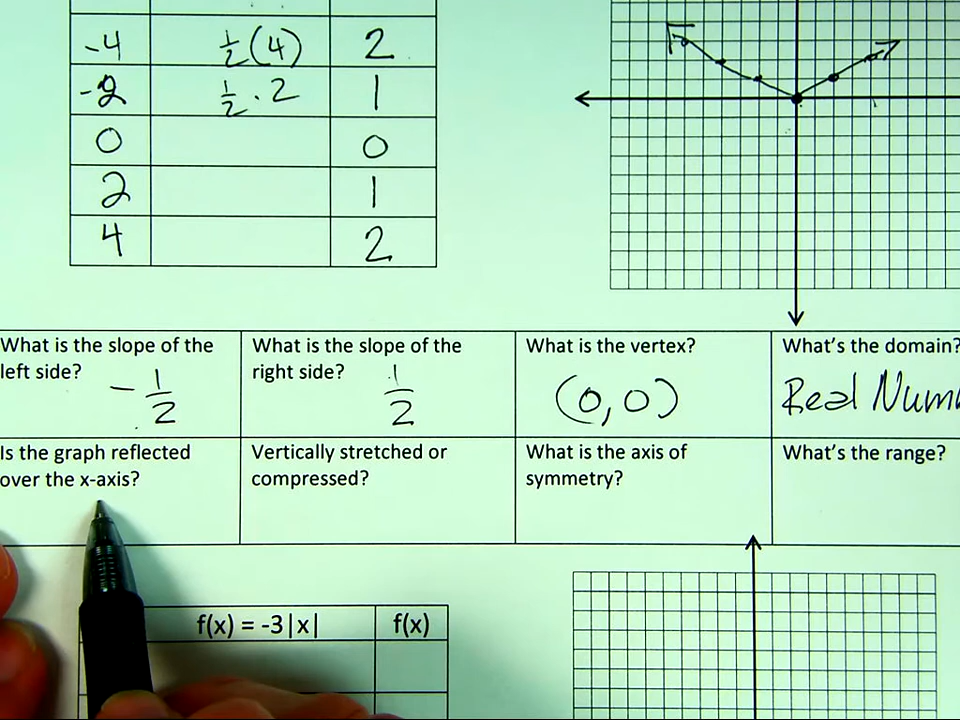 -4 ½(4) 2
-2 ½ · 2 1
0 0
2 1
4 2
What is the slope of the left side? What is the slope of the right side? What is the vertex? What's the domain?
-1/2 1/2 (0,0) Real
Is the graph reflected over the x-axis? Vertically stretched or compressed? What is the axis of symmetry? What's the range?
f(x) = -3|x| f(x)